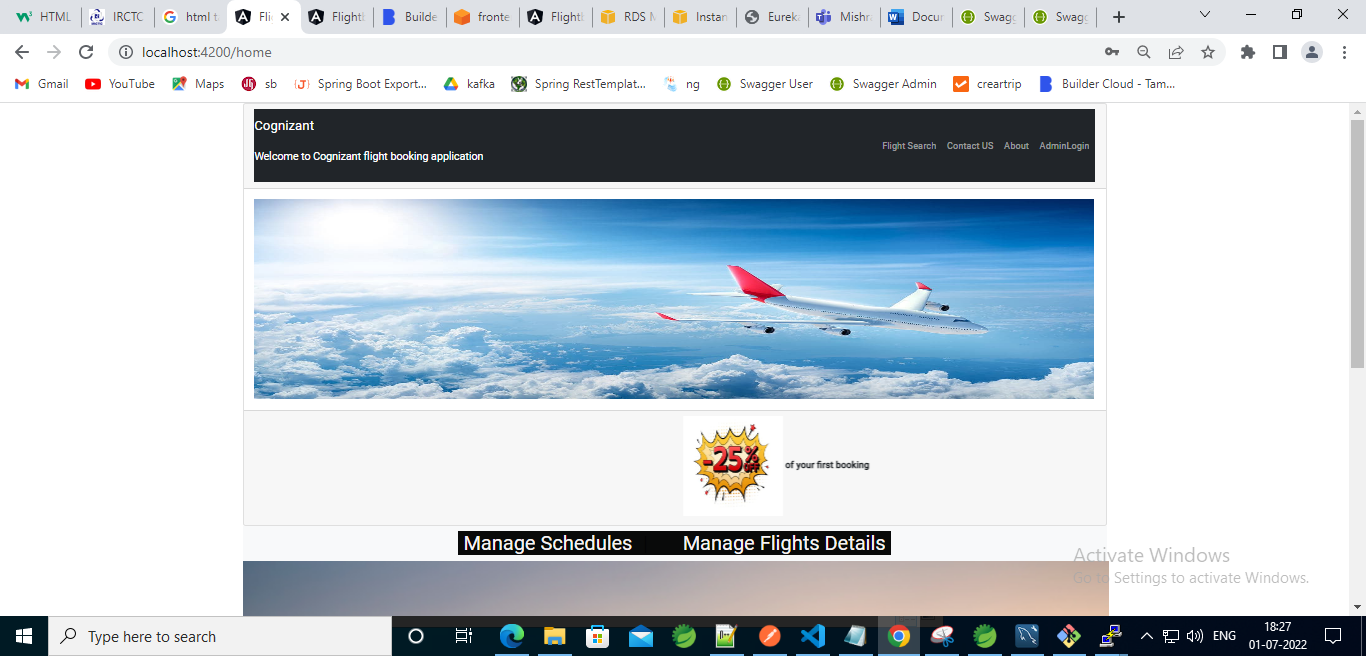 HTML
IRCTC
html t
Fli
Flight
Builde
fronte
Flight
RDS
Instan
Eurek
Mishra
Docu
Swagg
Swagg
localhost:4200/home
Gmail
YouTube
Maps
sb
Spring Boot Export...
kafka
Spring RestTemplat...
ng
Swagger User
Swagger Admin
creartrip
Builder Cloud - Tam...
Cognizant
Welcome to Cognizant flight booking application
Flight Search
Contact US
About
AdminLogin
-25% OFF
of your first booking
Manage Schedules
Manage Flights Details
Activate Windows
Go to Settings to activate Windows.
Type here to search
ENG
18:27
01-07-2022